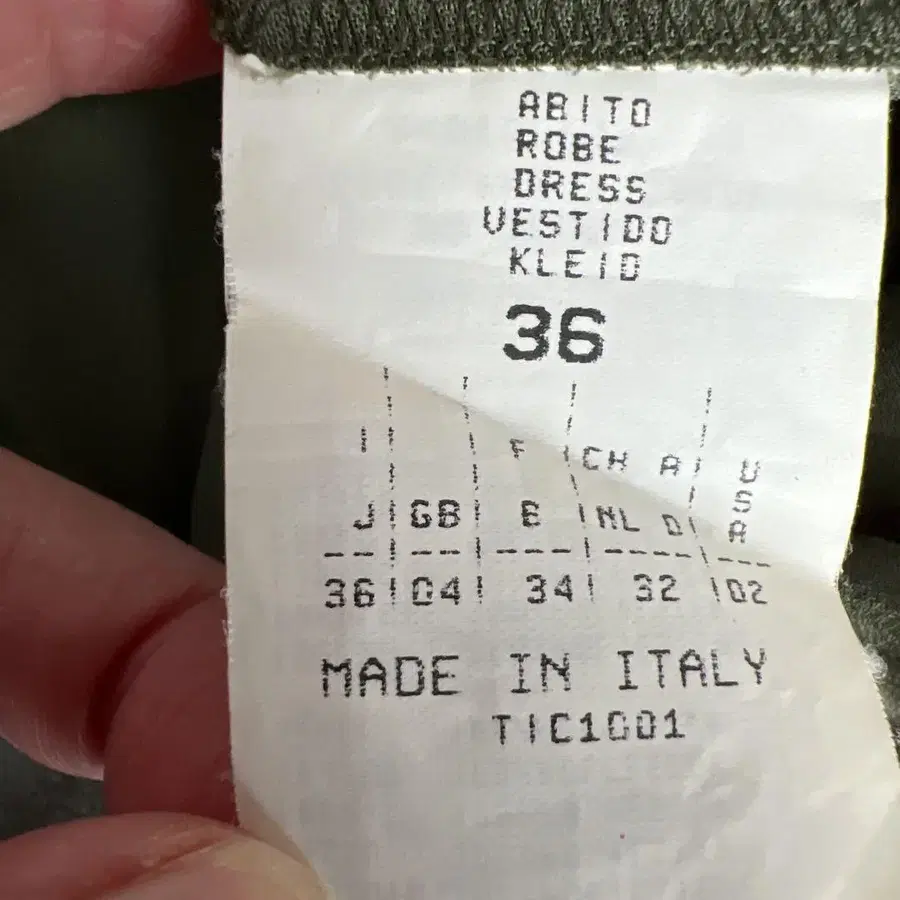 ABITO
ROBE
DRESS
VESTIDO
KLEID
36
I F CH A U
S
J GB B NL D A
36 04 34 32 02
MADE IN ITALY
TIC1001